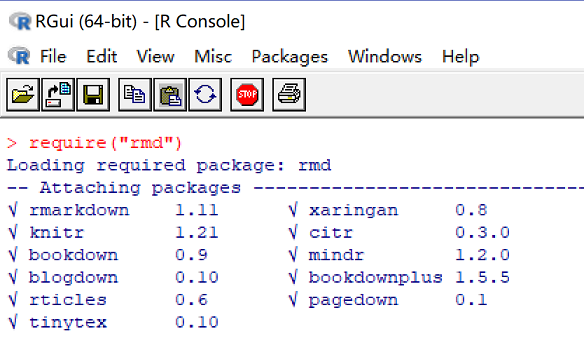 RGui (64-bit) - [R Console]
File Edit View Misc Packages Windows Help
STOP
> require("rmd")
Loading required package: rmd
-- Attaching packages ------------------------------
√ rmarkdown 1.11 √ xaringan 0.8
√ knitr 1.21 √ citr 0.3.0
√ bookdown 0.9 √ mindr 1.2.0
√ blogdown 0.10 √ bookdownplus 1.5.5
√ rticles 0.6 √ pagedown 0.1
√ tinytex 0.10